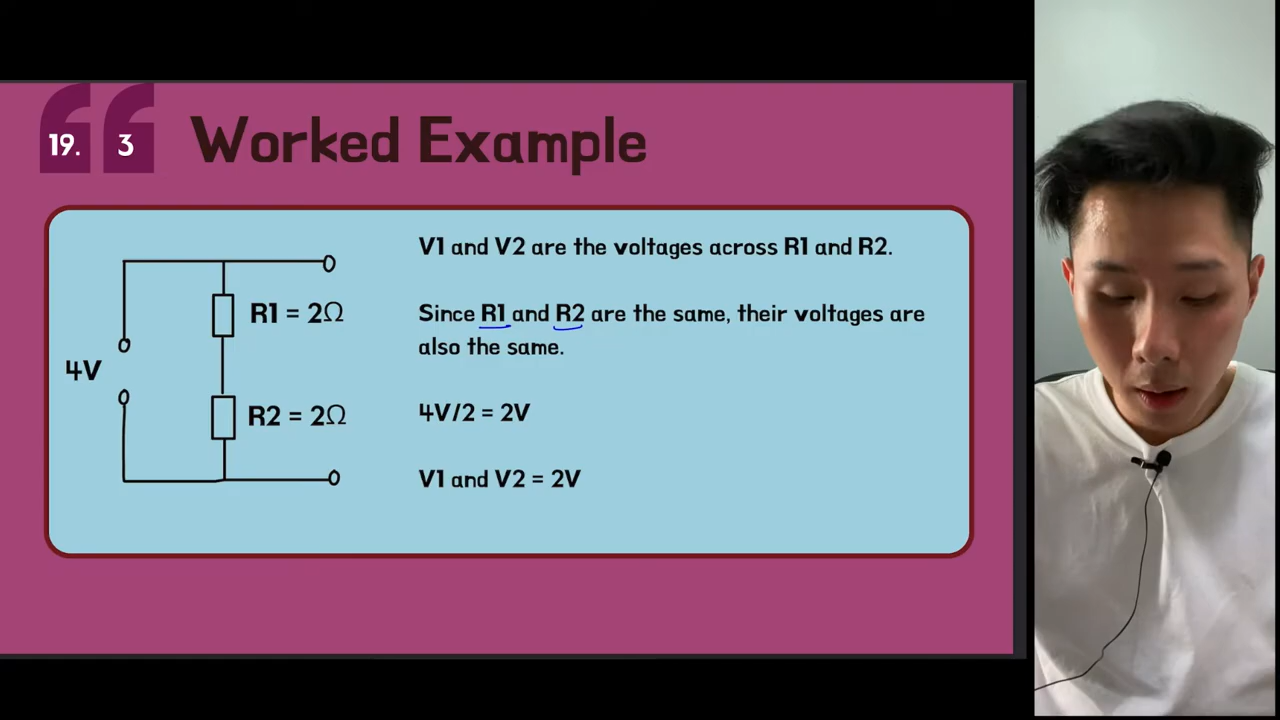 19. 3 Worked Example
V1 and V2 are the voltages across R1 and R2.
R1 = 2Ω
Since R1 and R2 are the same, their voltages are
also the same.
4V
R2 = 2Ω
4V/2 = 2V
V1 and V2 = 2V